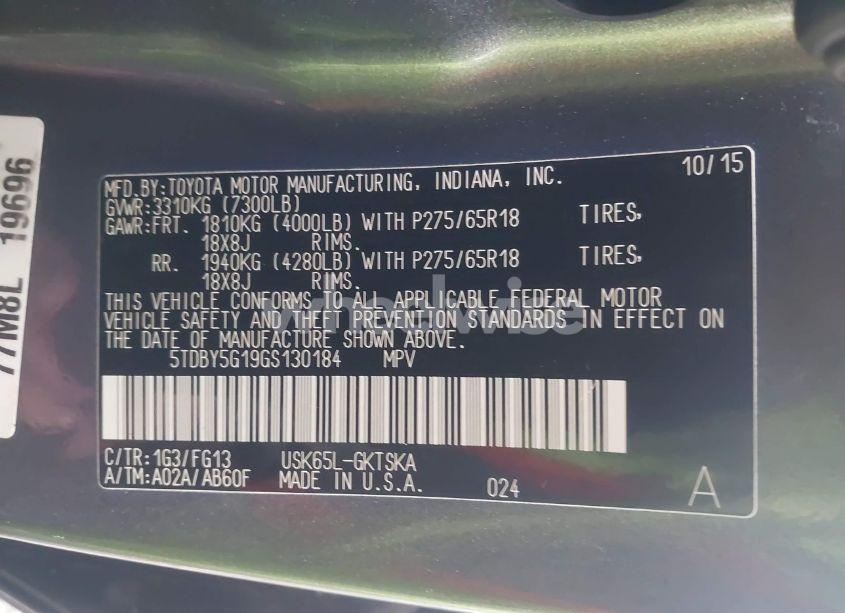 10/15
MFD.BY:TOYOTA MOTOR MANUFACTURING, INDIANA, INC.
GVWR:3310KG (7300LB)
GAWR:FRT. 1810KG (4000LB) WITH P275/65R18 TIRES,
18X8J RIMS.
RR. 1940KG (4280LB) WITH P275/65R18 TIRES,
18X8J RIMS.
THIS VEHICLE CONFORMS TO ALL APPLICABLE FEDERAL MOTOR
VEHICLE SAFETY AND THEFT PREVENTION STANDARDS IN EFFECT ON
THE DATE OF MANUFACTURE SHOWN ABOVE.
5TDBY5G19GS130184 MPV
C/TR:1G3/FG13 USK65L-GKTSKA
A/TM:A02A/AB60F MADE IN U.S.A. 024
A
19696